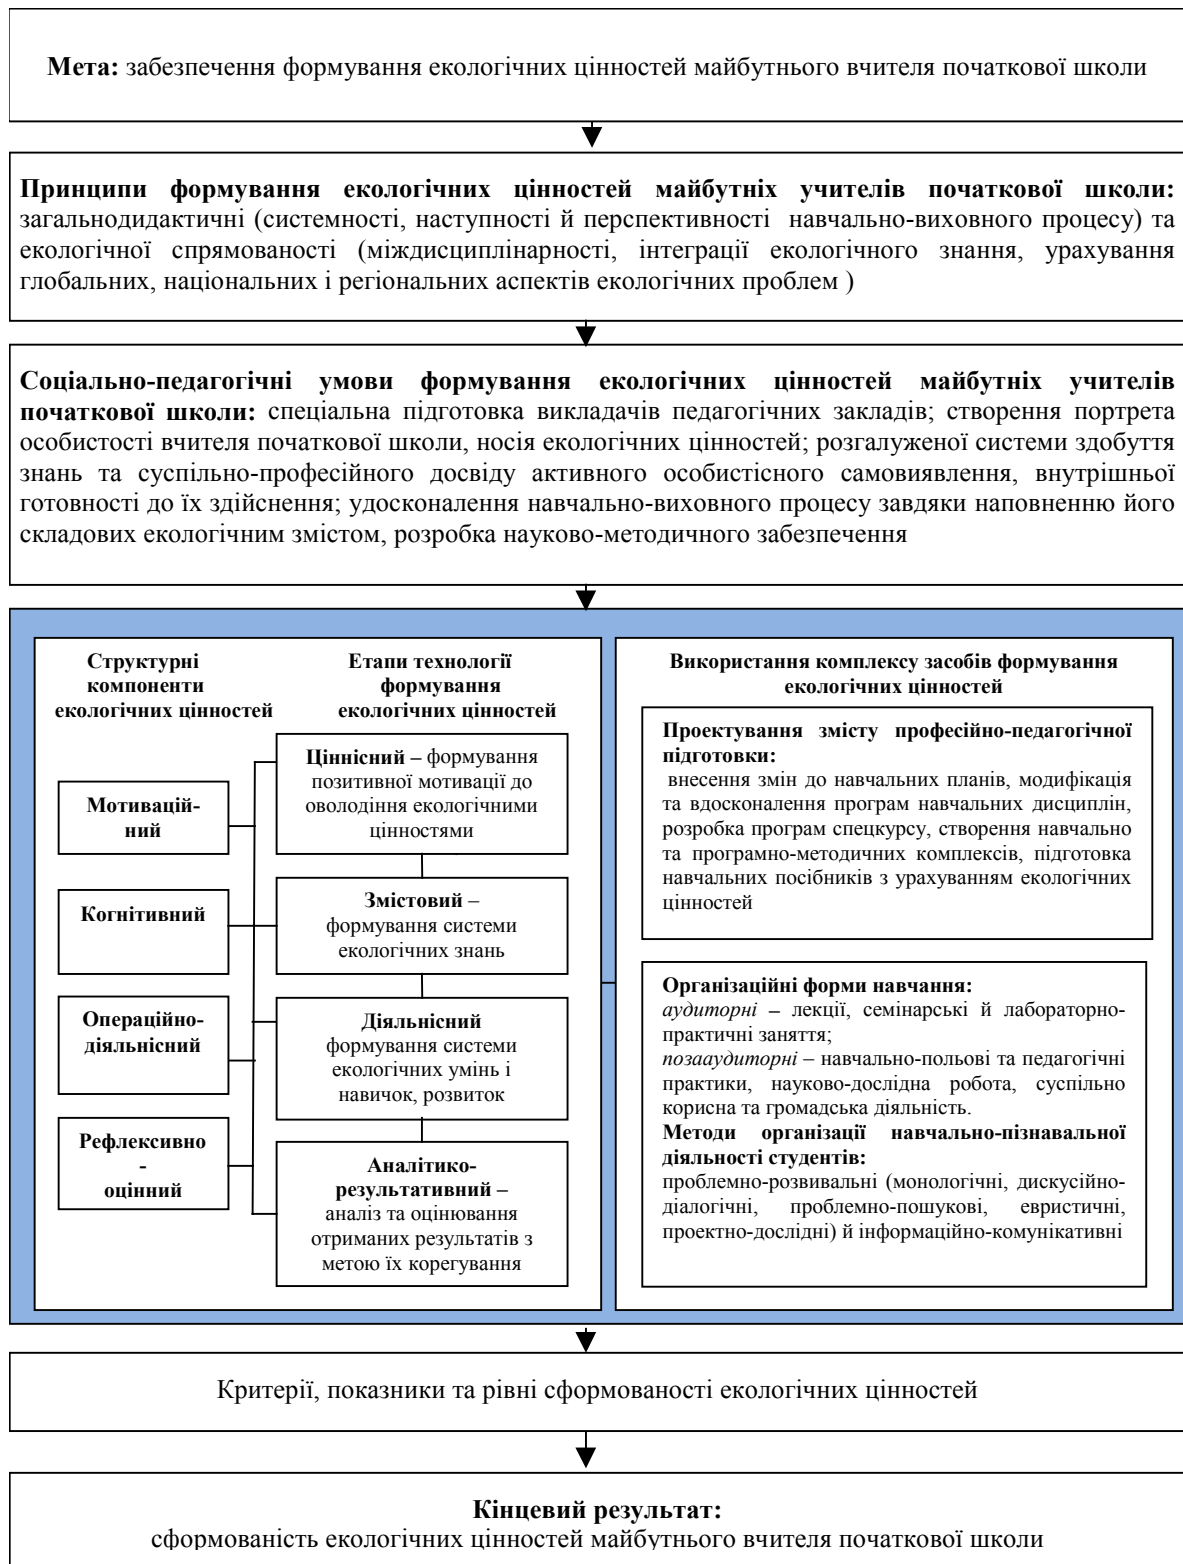 Мета: забезпечення формування екологічних цінностей майбутнього вчителя початкової школи
Принципи формування екологічних цінностей майбутніх учителів початкової школи:
загальнодидактичні (системності, наступності й перспективності навчально-виховного процесу) та
екологічної спрямованості (міждисциплінарності, інтеграції екологічного знання, урахування
глобальних, національних і регіональних аспектів екологічних проблем )
Соціально-педагогічні умови формування екологічних цінностей майбутніх учителів
початкової школи: спеціальна підготовка викладачів педагогічних закладів; створення портрета
особистості вчителя початкової школи, носія екологічних цінностей; розгалуженої системи здобуття
знань та суспільно-професійного досвіду активного особистісного самовиявлення, внутрішньої
готовності до їх здійснення; удосконалення навчально-виховного процесу завдяки наповненню його
складових екологічним змістом, розробка науково-методичного забезпечення
Структурні
компоненти
екологічних цінностей
Мотивацій-
ний
Когнітивний
Операційно-
діяльнісний
Рефлексивно
-
оцінний
Етапи технології
формування
екологічних цінностей
Ціннісний – формування
позитивної мотивації до
оволодіння екологічними
цінностями
Змістовий –
формування системи
екологічних знань
Діяльнісний
формування системи
екологічних умінь і
навичок, розвиток
Аналітико-
результативний –
аналіз та оцінювання
отриманих результатів з
метою їх корегування
Використання комплексу засобів формування
екологічних цінностей
Проектування змісту професійно-педагогічної
підготовки:
внесення змін до навчальних планів, модифікація
та вдосконалення програм навчальних дисциплін,
розробка програм спецкурсу, створення навчально
та програмно-методичних комплексів, підготовка
навчальних посібників з урахуванням екологічних
цінностей
Організаційні форми навчання:
аудиторні – лекції, семінарські й лабораторно-
практичні заняття;
позааудиторні – навчально-польові та педагогічні
практики, науково-дослідна робота, суспільно
корисна та громадська діяльність.
Методи організації навчально-пізнавальної
діяльності студентів:
проблемно-розвивальні (монологічні, дискусійно-
діалогічні, проблемно-пошукові, евристичні,
проектно-дослідні) й інформаційно-комунікативні
Критерії, показники та рівні сформованості екологічних цінностей
Кінцевий результат:
сформованість екологічних цінностей майбутнього вчителя початкової школи